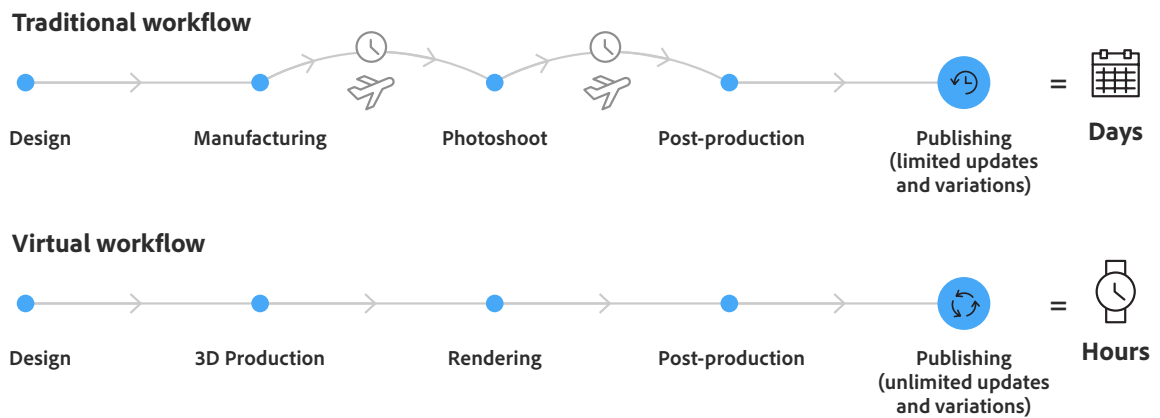 Traditional workflow
=
Days
Design
Manufacturing
Photoshoot
Post-production
Publishing
(limited updates
and variations)
Virtual workflow
=
Hours
Design
3D Production
Rendering
Post-production
Publishing
(unlimited updates
and variations)